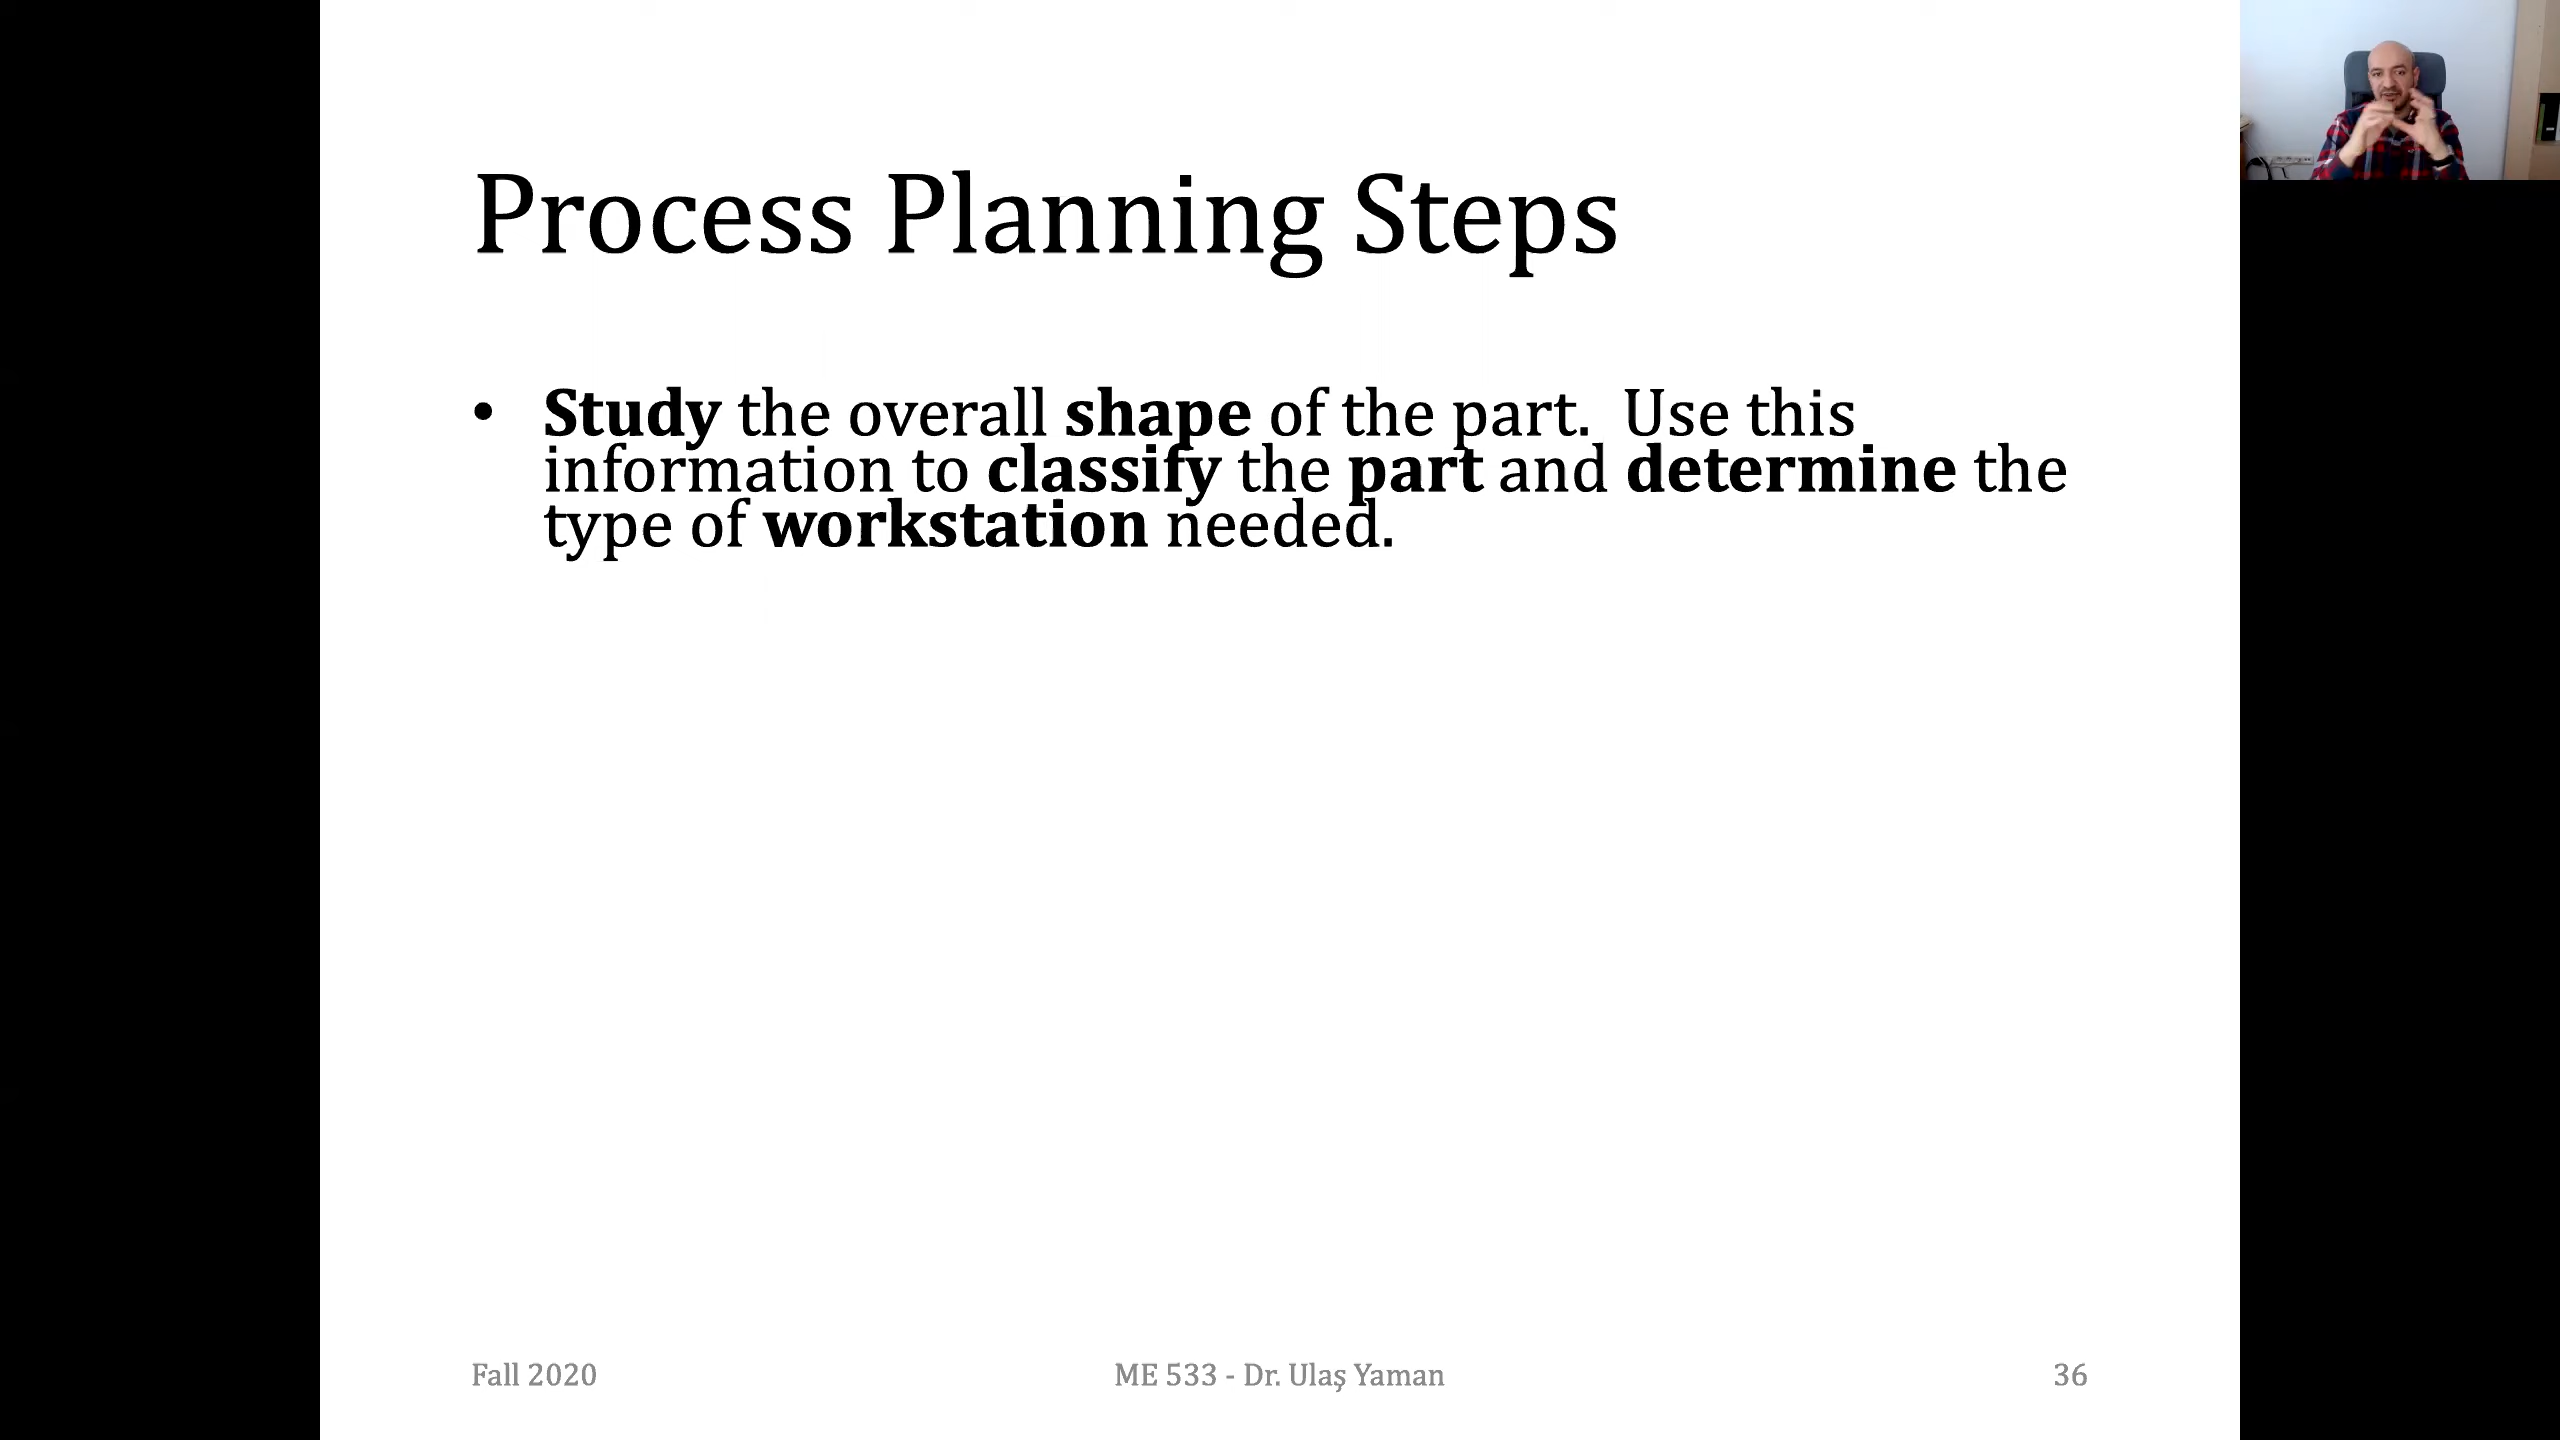 Process Planning Steps
• Study the overall shape of the part.  Use this
information to classify the part and determine the
type of workstation needed.
Fall 2020
ME 533 - Dr. Ulaş Yaman
36